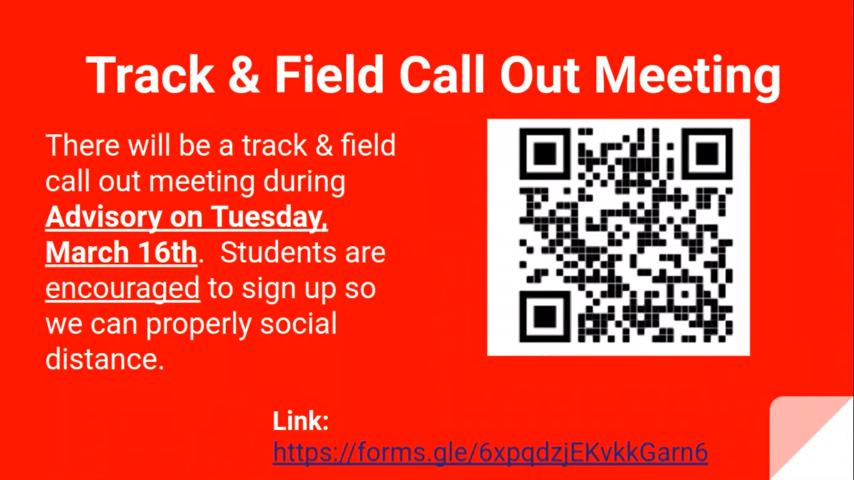 Track & Field Call Out Meeting
There will be a track & field
call out meeting during
Advisory on Tuesday,
March 16th.  Students are
encouraged to sign up so
we can properly social
distance.
Link:
https://forms.gle/6xpqdzjEKvkkGarn6